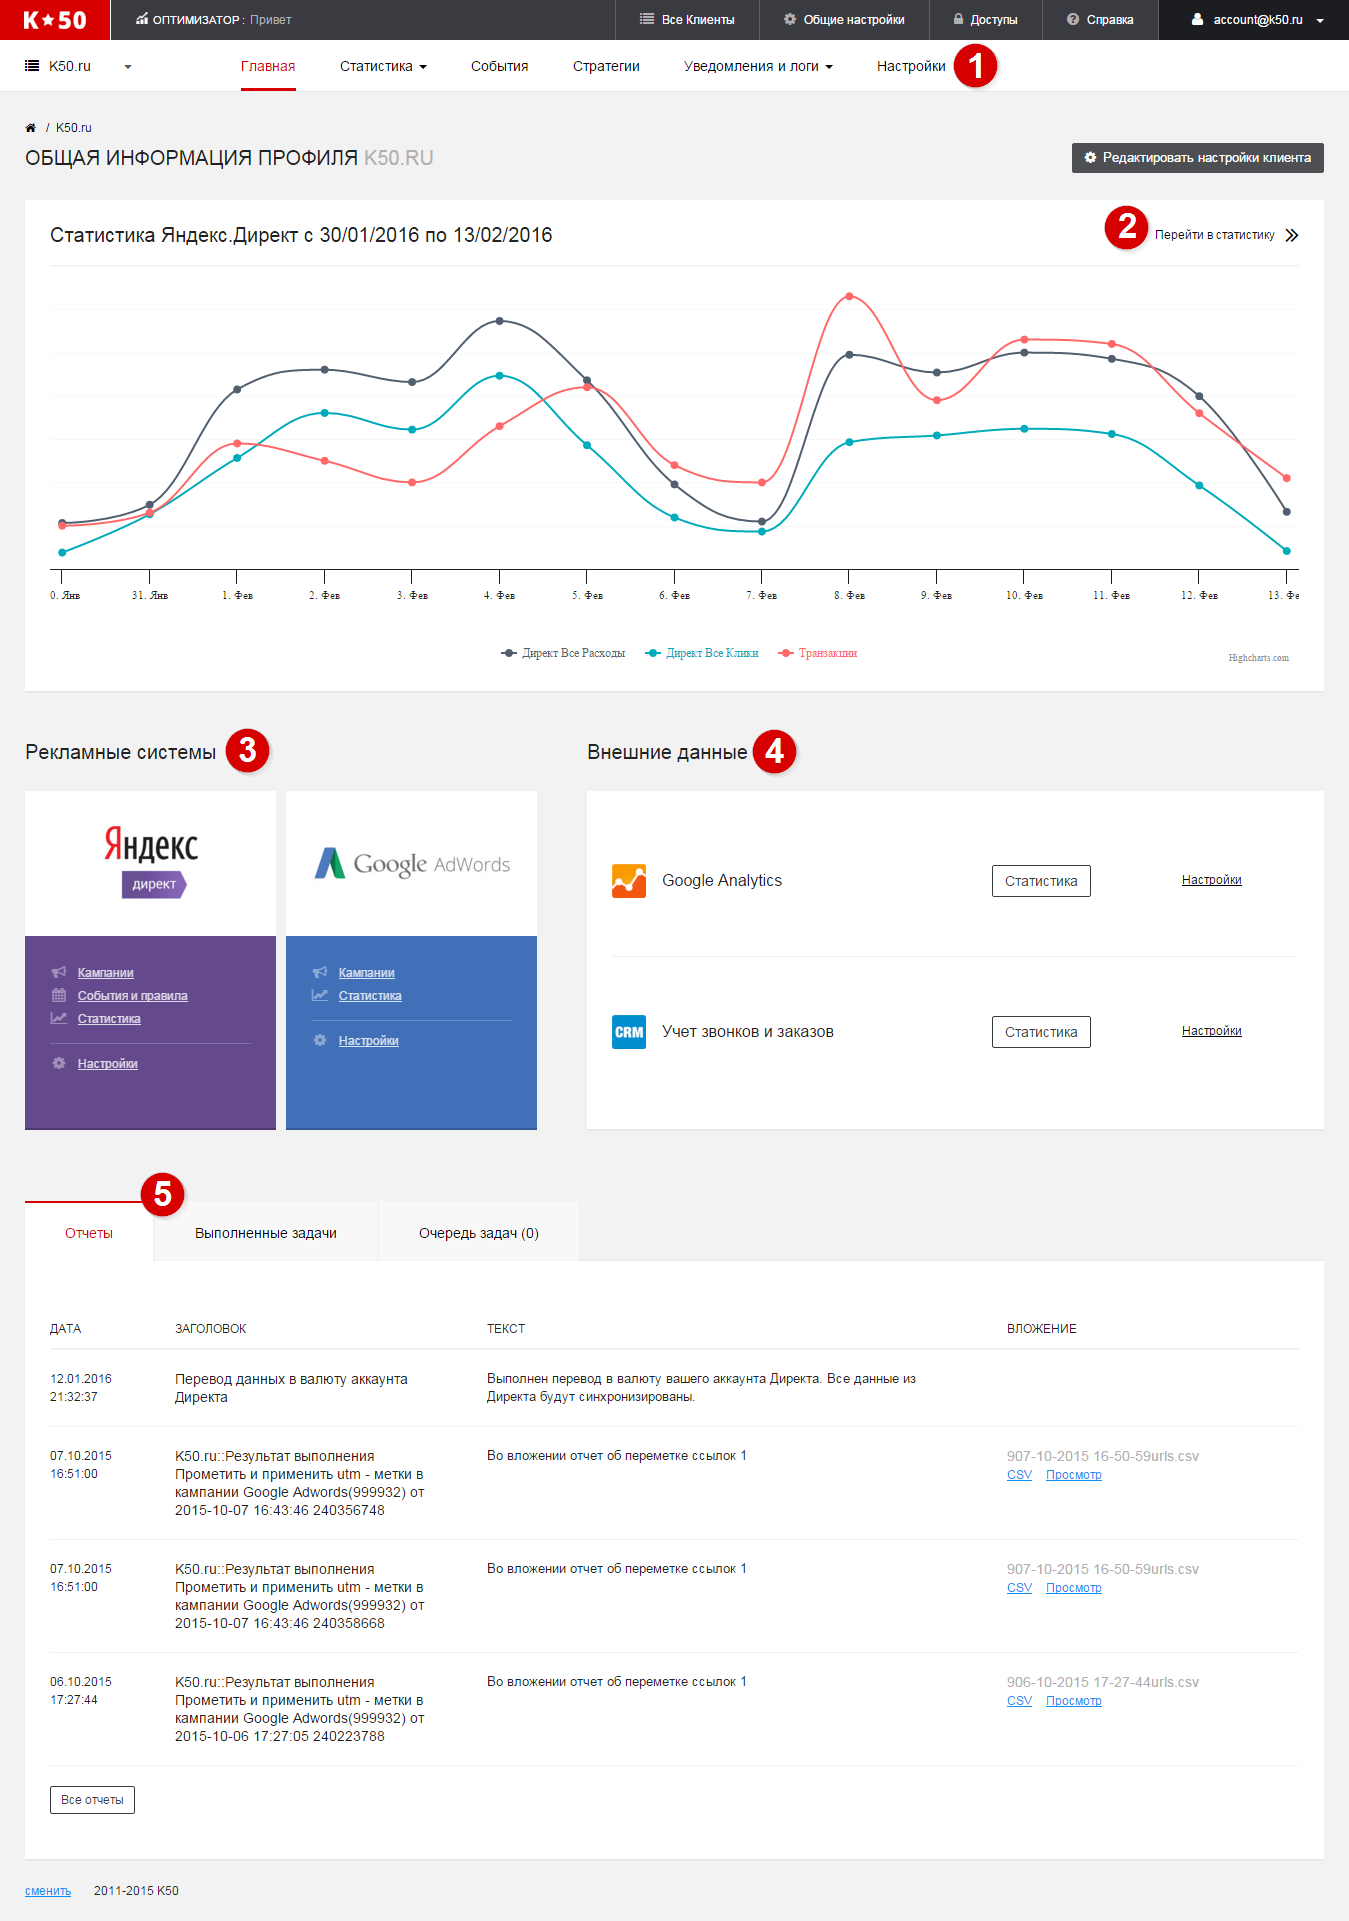 K★50
ОПТИМИЗАТОР : Привет
Все Клиенты
Общие настройки
Доступы
Справка
account@k50.ru
K50.ru
Главная
Статистика
События
Стратегии
Уведомления и логи
Настройки
1
/ K50.ru
ОБЩАЯ ИНФОРМАЦИЯ ПРОФИЛЯ K50.RU
Редактировать настройки клиента
Статистика Яндекс.Директ с 30/01/2016 по 13/02/2016
2
Перейти в статистику
0. Янв
31. Янв
1. Фев
2. Фев
3. Фев
4. Фев
5. Фев
6. Фев
7. Фев
8. Фев
9. Фев
10. Фев
11. Фев
12. Фев
13. Фе
Директ Все Расходы
Директ Все Клики
Транзакции
Highcharts.com
Рекламные системы
3
Яндекс
директ
Кампании
События и правила
Статистика
Настройки
Google AdWords
Кампании
Статистика
Настройки
Внешние данные
4
Google Analytics
Статистика
Настройки
CRM
Учет звонков и заказов
Статистика
Настройки
5
Отчеты
Выполненные задачи
Очередь задач (0)
ДАТА
ЗАГОЛОВОК
ТЕКСТ
ВЛОЖЕНИЕ
12.01.2016
21:32:37
Перевод данных в валюту аккаунта
Директа
Выполнен перевод в валюту вашего аккаунта Директа. Все данные из
Директа будут синхронизированы.
07.10.2015
16:51:00
K50.ru::Результат выполнения
Прометить и применить utm - метки в
кампании Google Adwords(999932) от
2015-10-07 16:43:46 240356748
Во вложении отчет об переметке ссылок 1
907-10-2015 16-50-59urls.csv
CSV
Просмотр
07.10.2015
16:51:00
K50.ru::Результат выполнения
Прометить и применить utm - метки в
кампании Google Adwords(999932) от
2015-10-07 16:43:46 240358668
Во вложении отчет об переметке ссылок 1
907-10-2015 16-50-59urls.csv
CSV
Просмотр
06.10.2015
17:27:44
K50.ru::Результат выполнения
Прометить и применить utm - метки в
кампании Google Adwords(999932) от
2015-10-06 17:27:05 240223788
Во вложении отчет об переметке ссылок 1
906-10-2015 17-27-44urls.csv
CSV
Просмотр
Все отчеты
сменить
2011-2015 K50